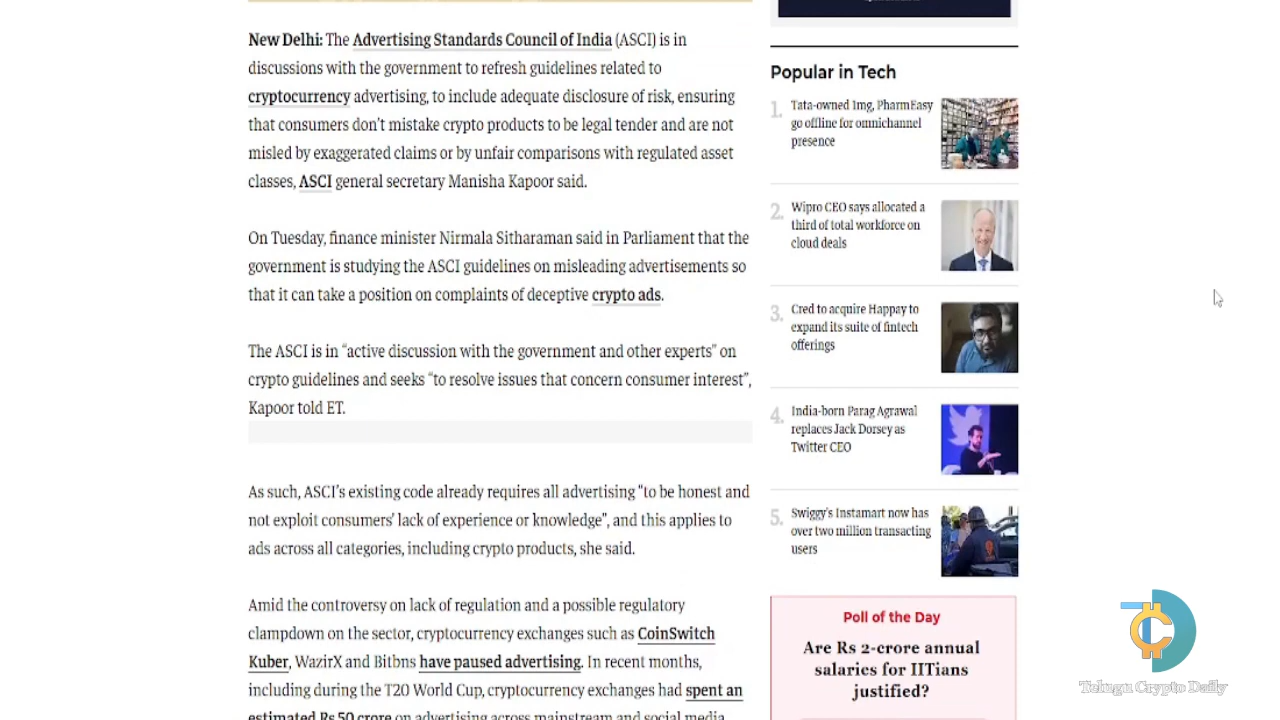 New Delhi: The Advertising Standards Council of India (ASCI) is in
discussions with the government to refresh guidelines related to
cryptocurrency advertising, to include adequate disclosure of risk, ensuring
that consumers don't mistake crypto products to be legal tender and are not
misled by exaggerated claims or by unfair comparisons with regulated asset
classes, ASCI general secretary Manisha Kapoor said.
On Tuesday, finance minister Nirmala Sitharaman said in Parliament that the
government is studying the ASCI guidelines on misleading advertisements so
that it can take a position on complaints of deceptive crypto ads.
The ASCI is in “active discussion with the government and other experts” on
crypto guidelines and seeks “to resolve issues that concern consumer interest”,
Kapoor told ET.
As such, ASCI’s existing code already requires all advertising “to be honest and
not exploit consumers’ lack of experience or knowledge”, and this applies to
ads across all categories, including crypto products, she said.
Amid the controversy on lack of regulation and a possible regulatory
clampdown on the sector, cryptocurrency exchanges such as CoinSwitch
Kuber, WazirX and Bitbns have paused advertising. In recent months,
including during the T20 World Cup, cryptocurrency exchanges had spent an
estimated Rs 50 crore on advertising across mainstream and social media
Popular in Tech
1. Tata-owned 1mg, PharmEasy
go offline for omnichannel
presence
2. Wipro CEO says allocated a
third of total workforce on
cloud deals
3. Cred to acquire Happay to
expand its suite of fintech
offerings
4. India-born Parag Agrawal
replaces Jack Dorsey as
Twitter CEO
5. Swiggy's Instamart now has
over two million transacting
users
Poll of the Day
Are Rs 2-crore annual
salaries for IITians
justified?
Telugu Crypto Daily